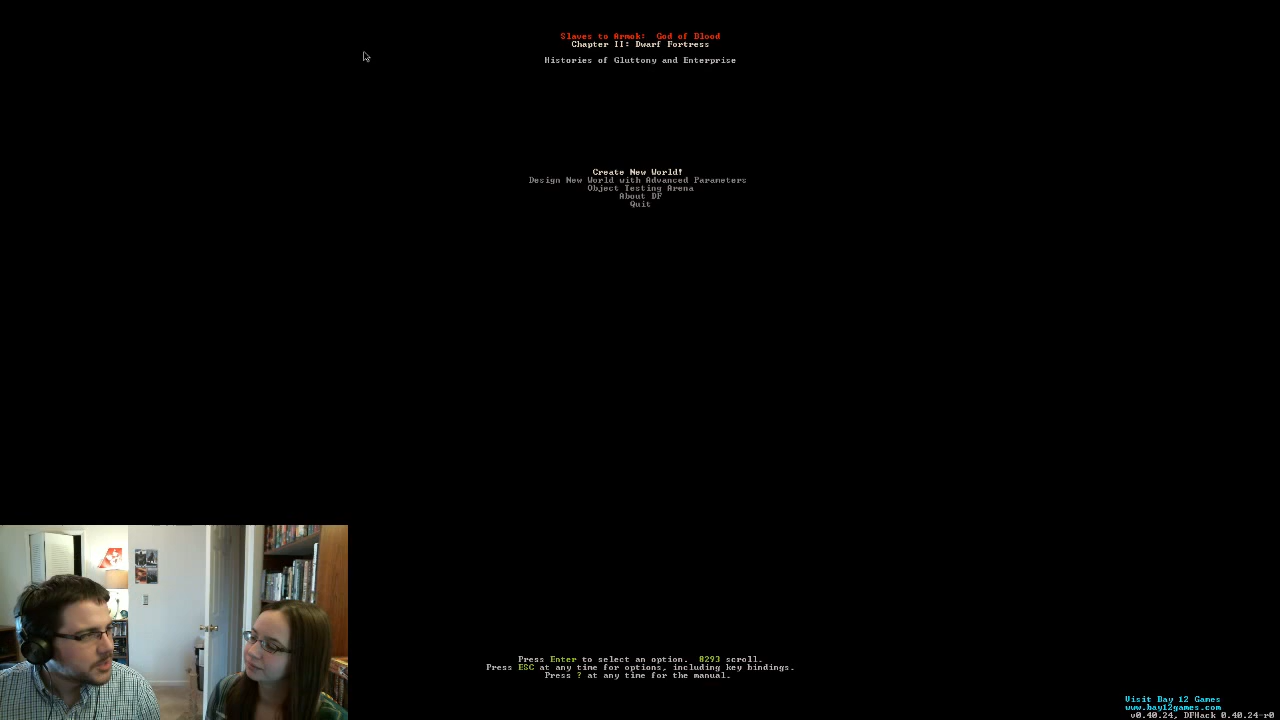 Slaves to Armok:  God of Blood
Chapter II: Dwarf Fortress
Histories of Gluttony and Enterprise
Create New World!
Design New World with Advanced Parameters
Object Testing Arena
About DF
Quit
Press Enter to select an option.  8293 scroll.
Press ESC at any time for options, including key bindings.
Press ? at any time for the manual.
Visit Bay 12 Games
www.bay12games.com
v0.40.24, DFHack 0.40.24-r0